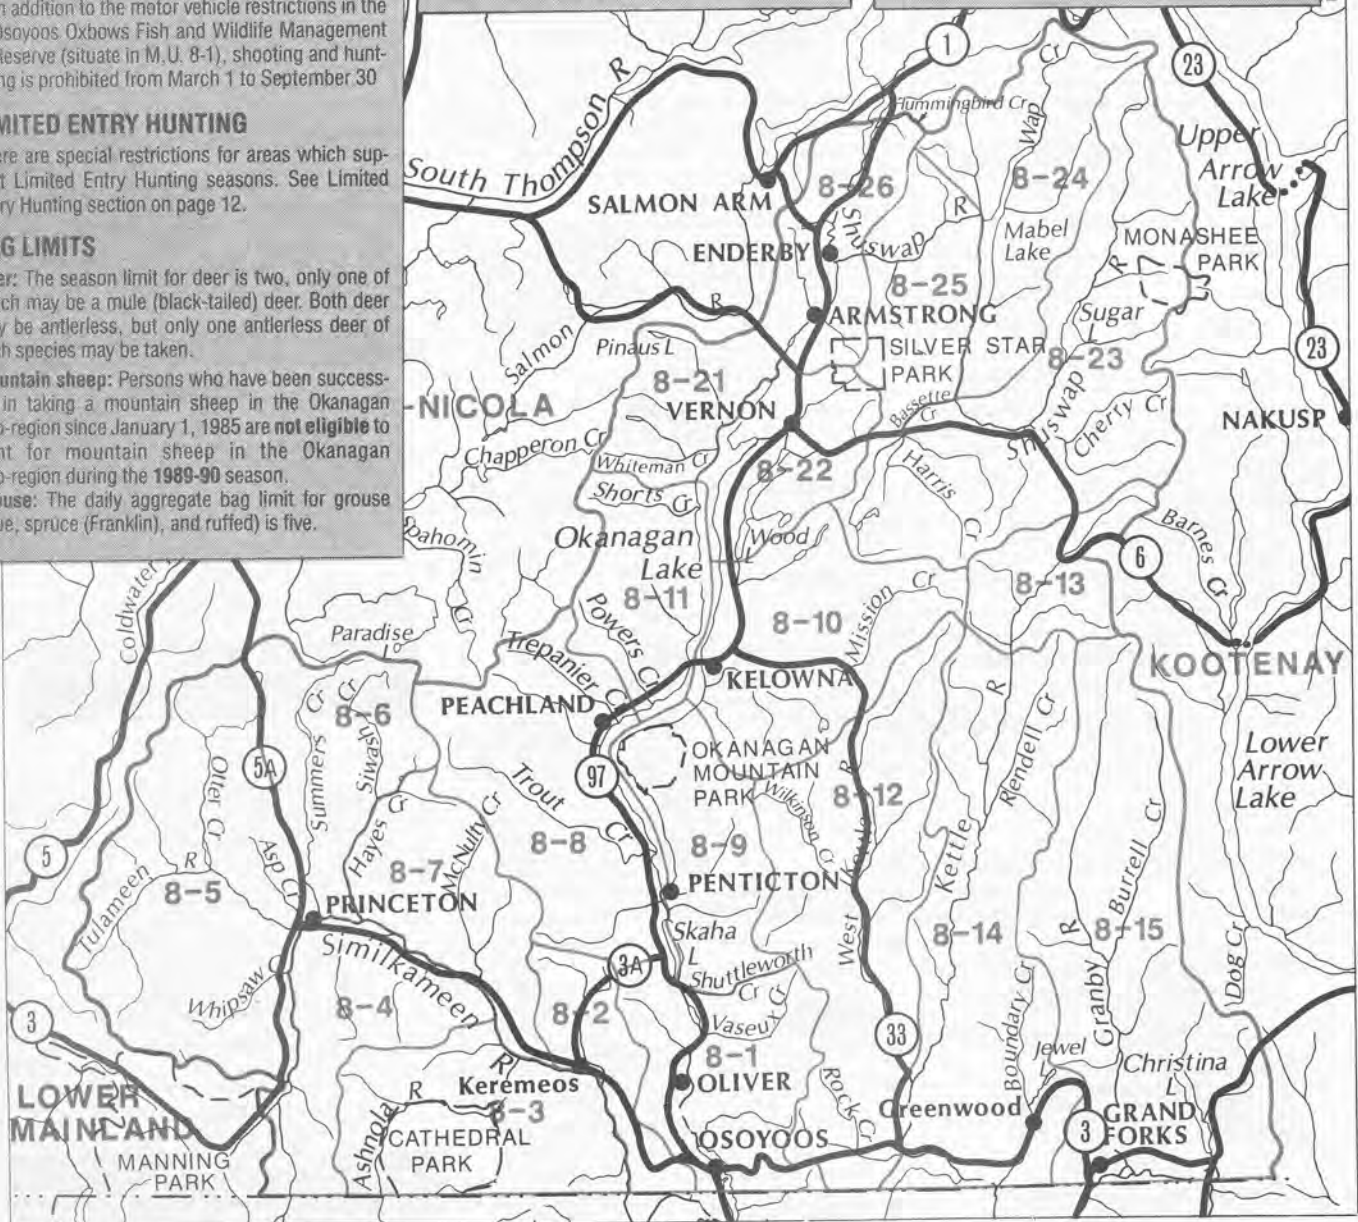 n addition to the motor vehicle restrictions in the
Osoyoos Oxbows Fish and Wildlife Management
Reserve (situate in M.U. 8-1), shooting and hunt-
ng is prohibited from March 1 to September 30
MITED ENTRY HUNTING
ere are special restrictions for areas which sup-
t Limited Entry Hunting seasons. See Limited
ry Hunting section on page 12.
G LIMITS
er: The season limit for deer is two, only one of
ich may be a mule (black-tailed) deer. Both deer
y be antlerless, but only one antlerless deer of
h species may be taken.
untain sheep: Persons who have been success-
in taking a mountain sheep in the Okanagan
b-region since January 1, 1985 are not eligible to
nt for mountain sheep in the Okanagan
b-region during the 1989-90 season.
ouse: The daily aggregate bag limit for grouse
ue, spruce (Franklin), and ruffed) is five.
1
23
Cr
Hummingbird Cr
Wap
Upper
Arrow
Lake
South Thompson R
8-26
8-24
SALMON ARM
Shuswap R
Mabel
Lake
MONASHEE
PARK
ENDERBY
8-25
R
Sugar
L
ARMSTRONG
Salmon R
Pinaus L
SILVER STAR
PARK
8-23
23
8-21
-NICOLA
VERNON
Bassette
Cr
Shuswap
Cherry Cr
NAKUSP
Chapperon Cr
Whiteman Cr
8-22
Harris Cr
Shorts Cr
Spahomin Cr
Okanagan
Lake
Wood
L
Barnes Cr
6
Coldwater
8-11
8-13
Mission Cr
8-10
Paradise
Powers Cr
Trepanier Cr
KOOTENAY
KELOWNA
PEACHLAND
8-6
Summers Cr
Siwash Cr
R
Rendell Cr
OKANAGAN
MOUNTAIN
PARK
Lower
Arrow
Lake
5A
97
Otter Cr
Trout Cr
Wilkinson Cr
8-12
Hayes Cr
McNulty Cr
8-8
8-9
Kettle
Burrell Cr
5
Asp Cr
8-7
West Kettle R
Tulameen R
8-5
PENTICTON
PRINCETON
Similkameen R
Skaha
L
8-14
8-15
Granby R
Dog Cr
3A
Shuttleworth
Cr
Whipsaw Cr
8-4
8-2
Vaseux Cr
Boundary Cr
3
33
8-1
Jewel
L
Christina
L
LOWER
MAINLAND
Keremeos
8-3
OLIVER
Rock Cr
Greenwood
Ashnola R
GRAND
FORKS
3
CATHEDRAL
PARK
OSOYOOS
MANNING
PARK